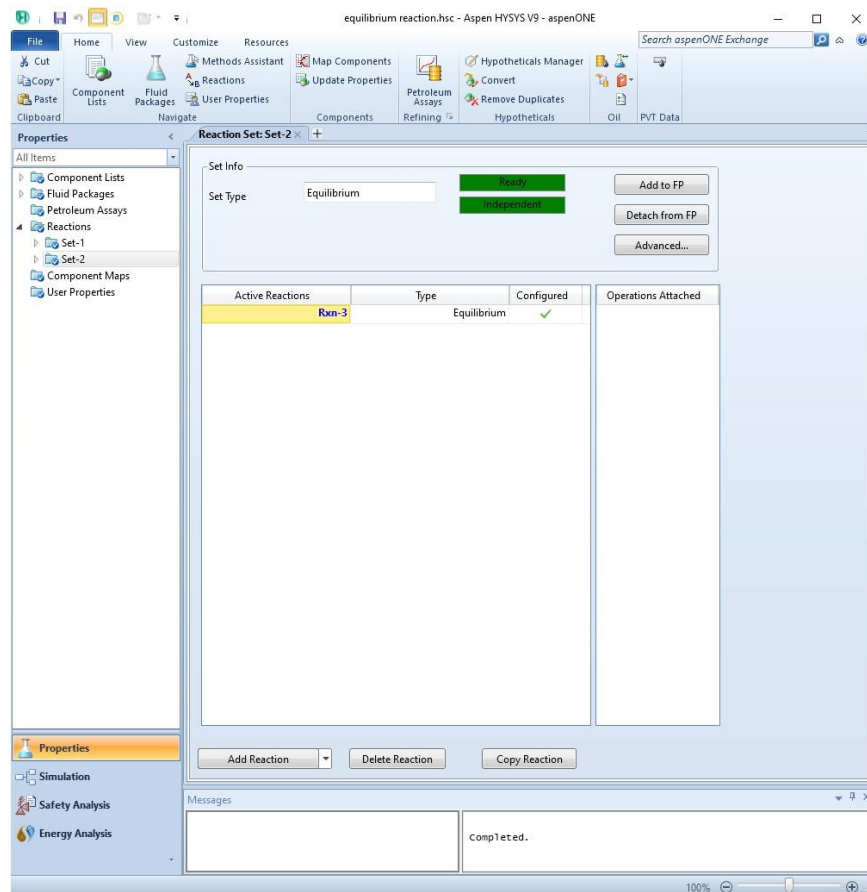 equilibrium reaction.hsc - Aspen HYSYS V9 - aspenONE
File Home View Customize Resources Search aspenONE Exchange
Cut Methods Assistant Map Components Hypotheticals Manager
Copy Component Lists Fluid Packages Reactions Update Properties Petroleum Assays Convert
Paste User Properties Remove Duplicates
Clipboard Navigate Components Refining Hypotheticals Oil PVT Data
Properties <
All Items
Component Lists
Fluid Packages
Petroleum Assays
Reactions
Set-1
Set-2
Component Maps
User Properties
Properties
Simulation
Safety Analysis
Energy Analysis
Reaction Set: Set-2 × +
Set Info
Set Type Equilibrium Ready Add to FP
Independent Detach from FP
Advanced...
Active Reactions Type Configured Operations Attached
Rxn-3 Equilibrium
Add Reaction Delete Reaction Copy Reaction
Messages
Completed.
100%